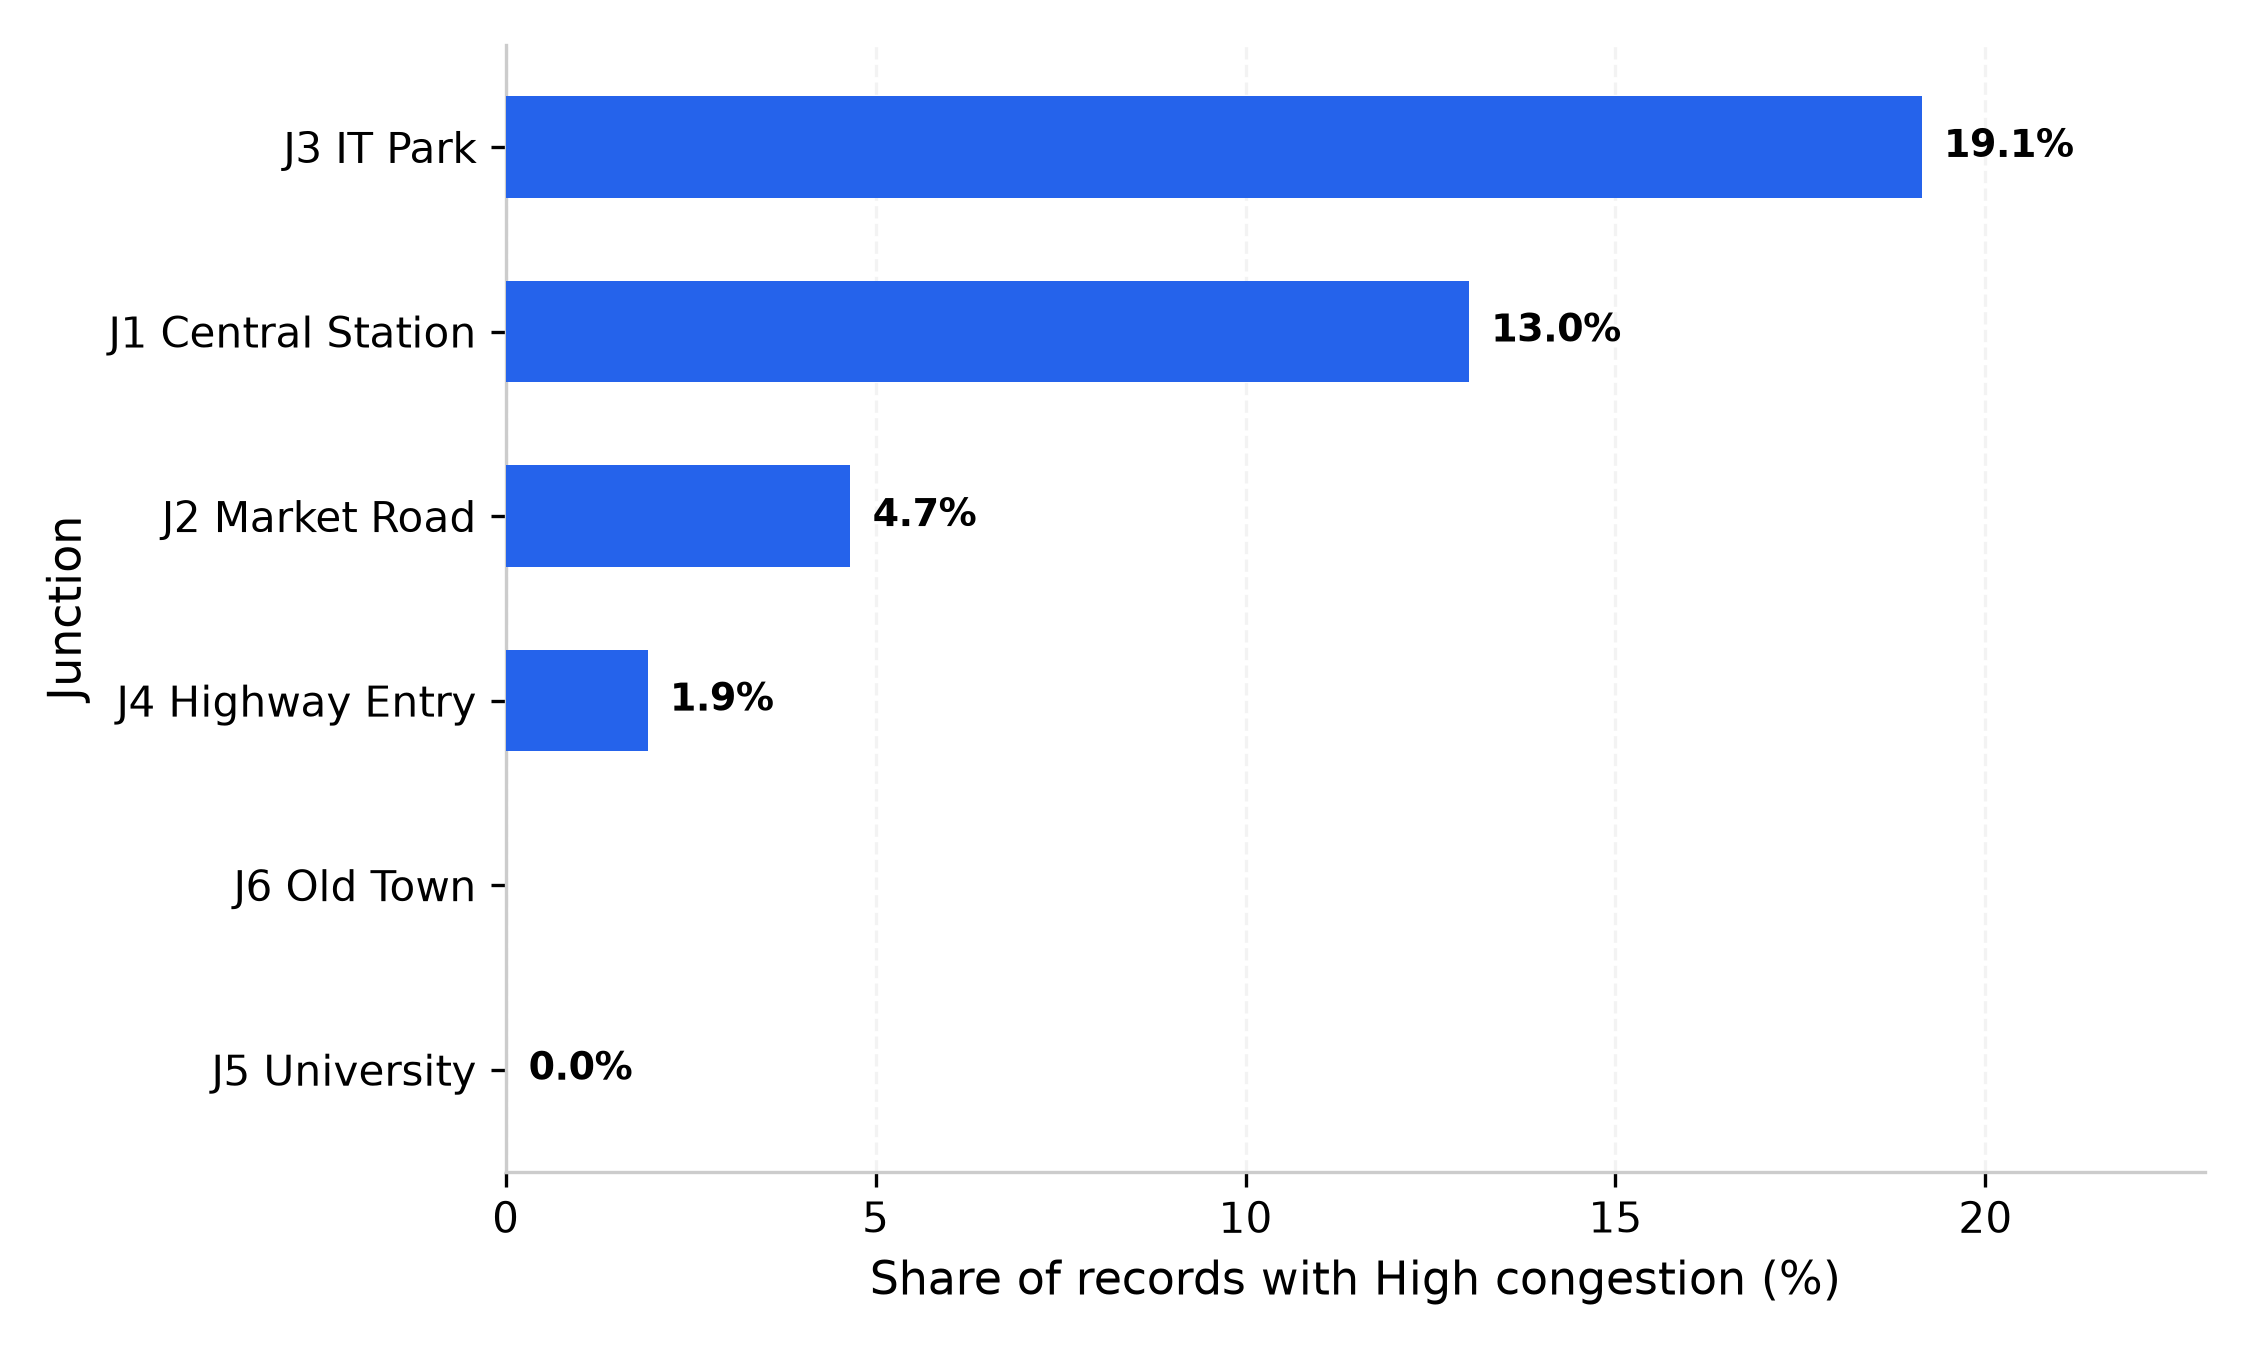 J3 IT Park 19.1%
J1 Central Station 13.0%
J2 Market Road 4.7%
Junction
J4 Highway Entry 1.9%
J6 Old Town
J5 University 0.0%
0 5 10 15 20
Share of records with High congestion (%)